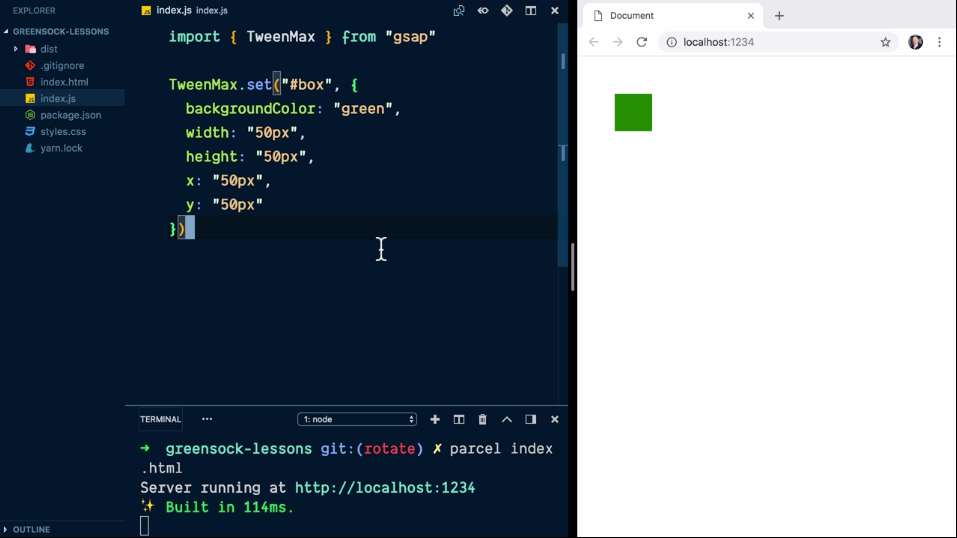 EXPLORER
GREENSOCK-LESSONS
dist
.gitignore
index.html
index.js
package.json
styles.css
yarn.lock
OUTLINE
JS index.js index.js
import { TweenMax } from "gsap"
TweenMax.set("#box", {
backgroundColor: "green",
width: "50px",
height: "50px",
x: "50px",
y: "50px"
})
TERMINAL ··· 1: node
➜ greensock-lessons git:(rotate) ✗ parcel index
.html
Server running at http://localhost:1234
✨ Built in 114ms.
Document
localhost:1234